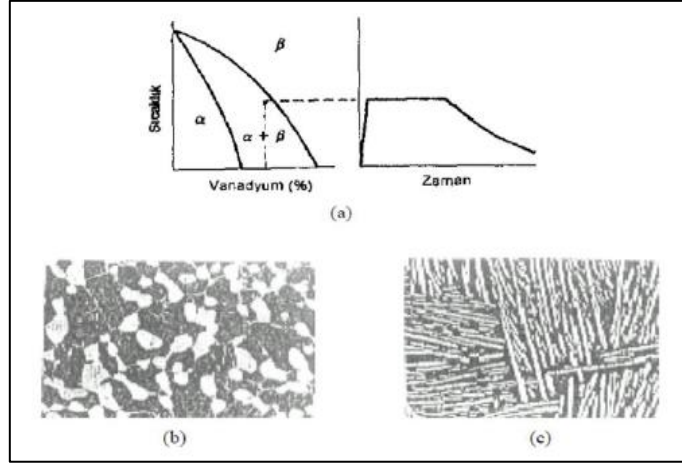 β
α
α + β
Sıcaklık
Vanadyum (%)
Zaman
(a)
(b)
(c)